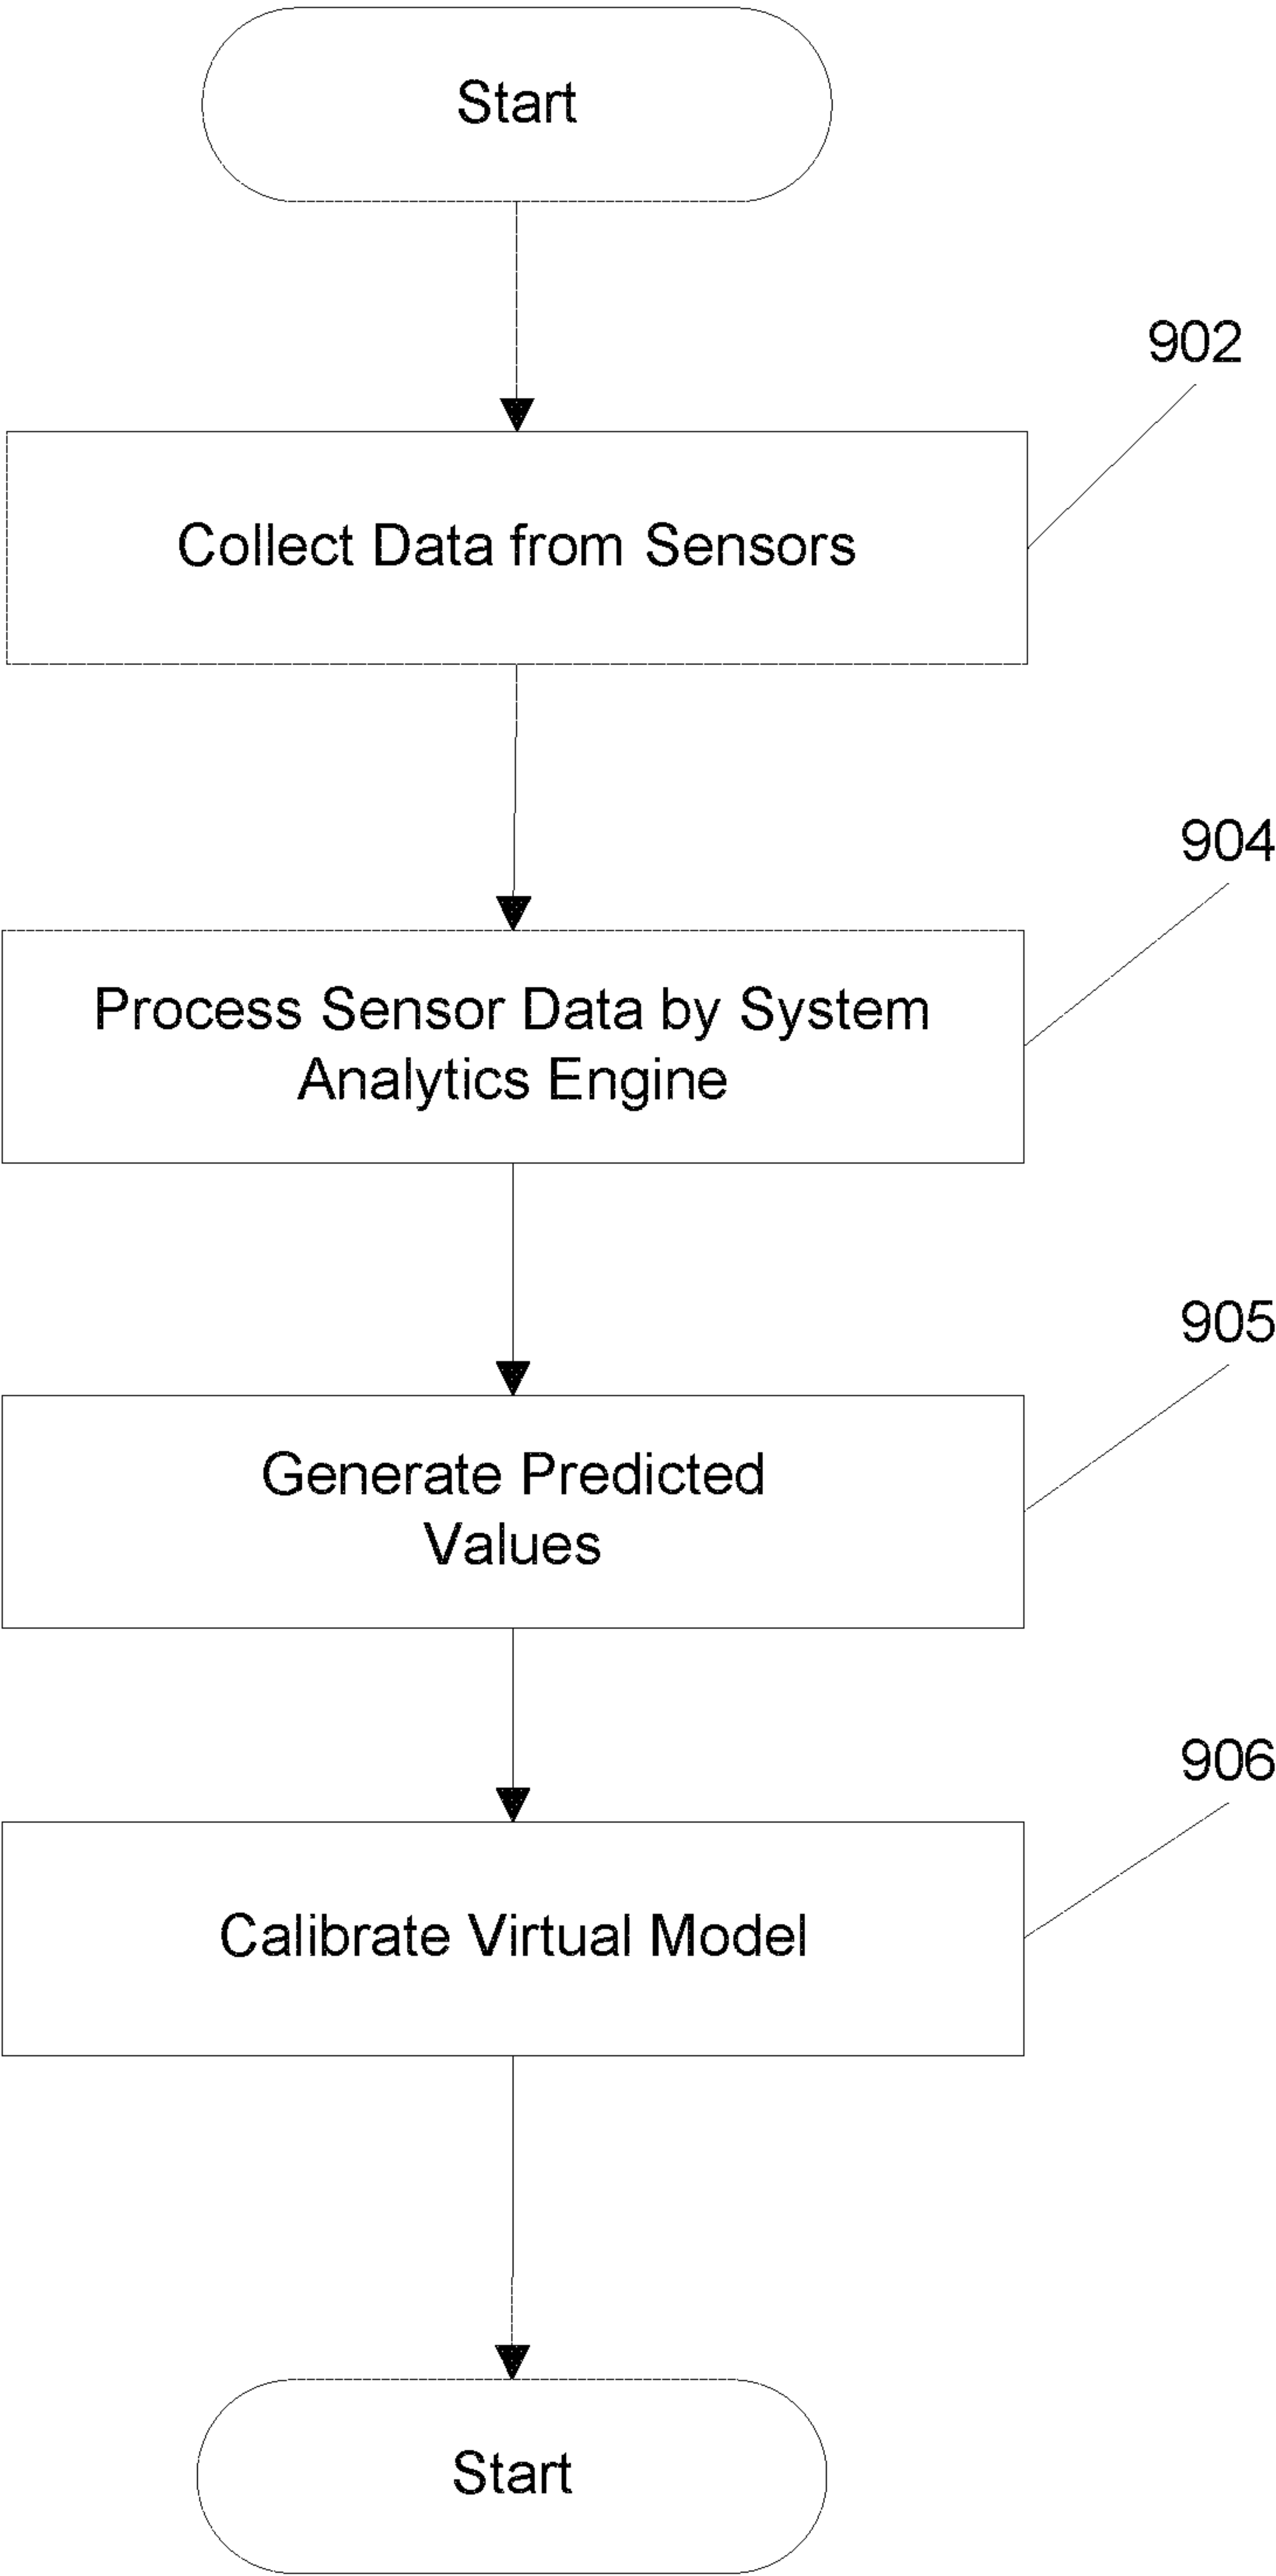 Start
902
Collect Data from Sensors
904
Process Sensor Data by System
Analytics Engine
905
Generate Predicted
Values
906
Calibrate Virtual Model
Start